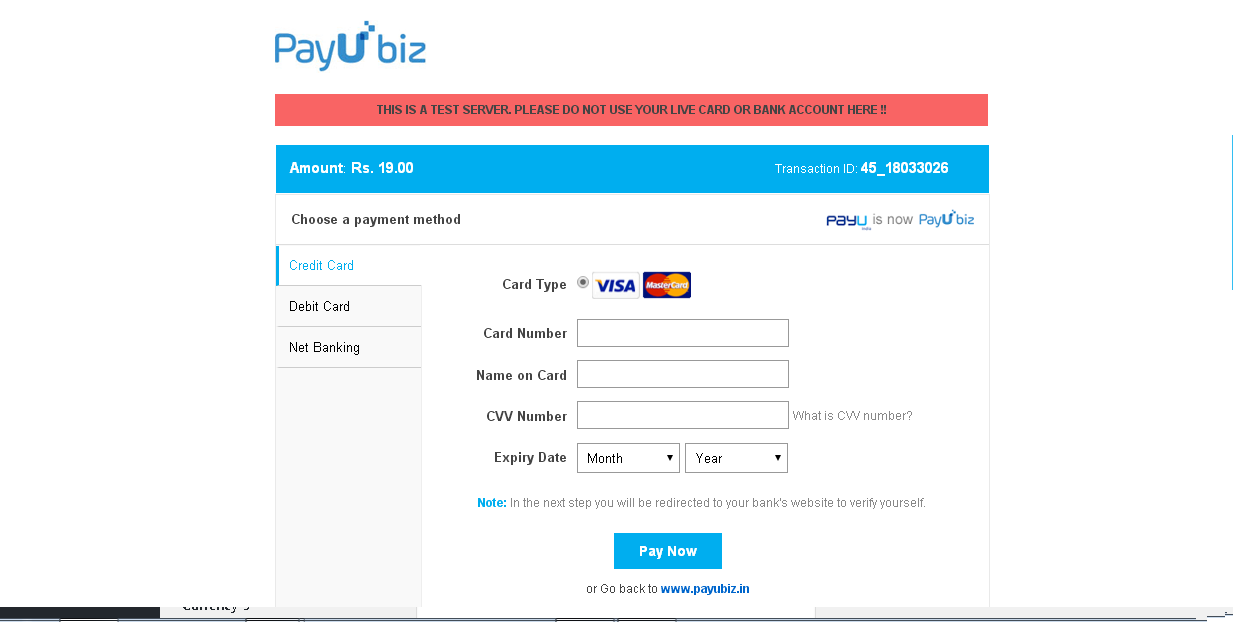 PayU biz
THIS IS A TEST SERVER. PLEASE DO NOT USE YOUR LIVE CARD OR BANK ACCOUNT HERE !!
Amount: Rs. 19.00 Transaction ID: 45_18033026
Choose a payment method PayU india is now PayU biz
Credit Card
Debit Card
Net Banking
Card Type VISA MasterCard
Card Number
Name on Card
CVV Number What is CVV number?
Expiry Date Month Year
Note: In the next step you will be redirected to your bank's website to verify yourself.
Pay Now
or Go back to www.payubiz.in
Currency